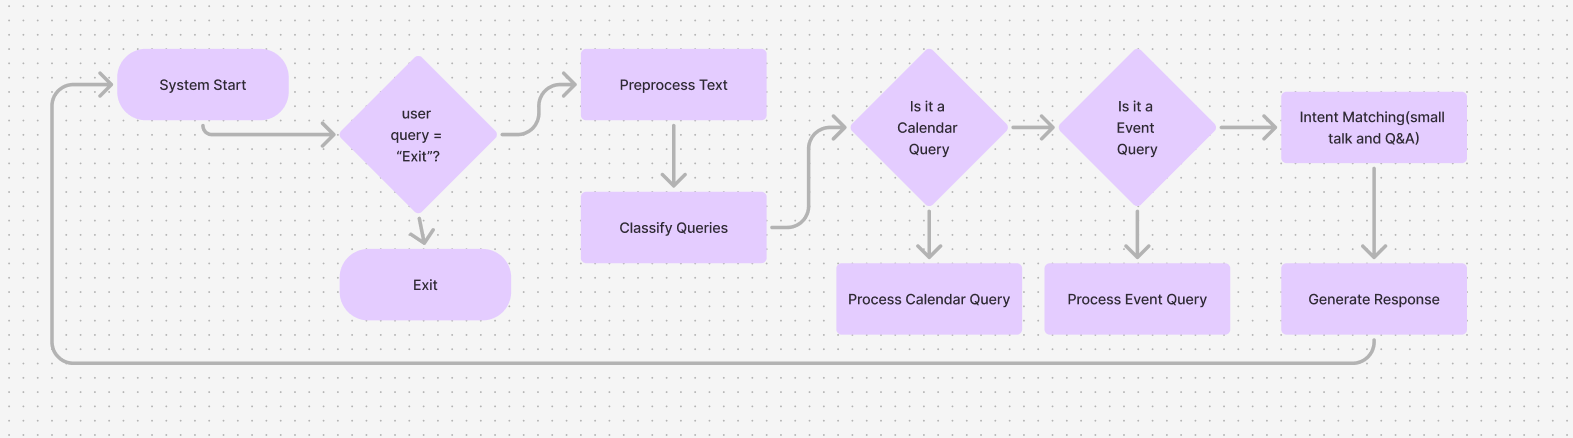 System Start
user
query =
“Exit”?
Exit
Preprocess Text
Classify Queries
Is it a
Calendar
Query
Process Calendar Query
Is it a
Event
Query
Process Event Query
Intent Matching(small
talk and Q&A)
Generate Response